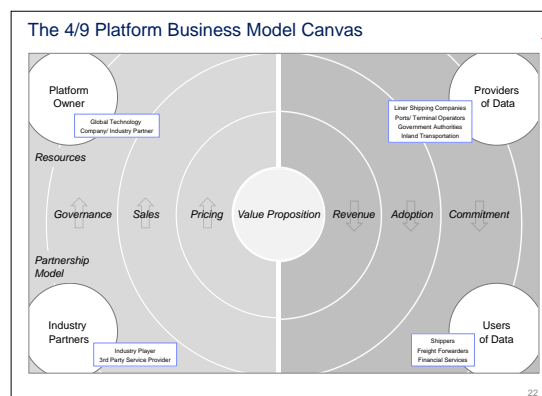 The 4/9 Platform Business Model Canvas
Platform
Owner
Global Technology
Company/ Industry Partner
Providers
of Data
Liner Shipping Companies
Ports/ Terminal Operators
Government Authorities
Inland Transportation
Resources
Governance
Sales
Pricing
Value Proposition
Revenue
Adoption
Commitment
Partnership
Model
Industry
Partners
Industry Player
3rd Party Service Provider
Users
of Data
Shippers
Freight Forwarders
Financial Services
22